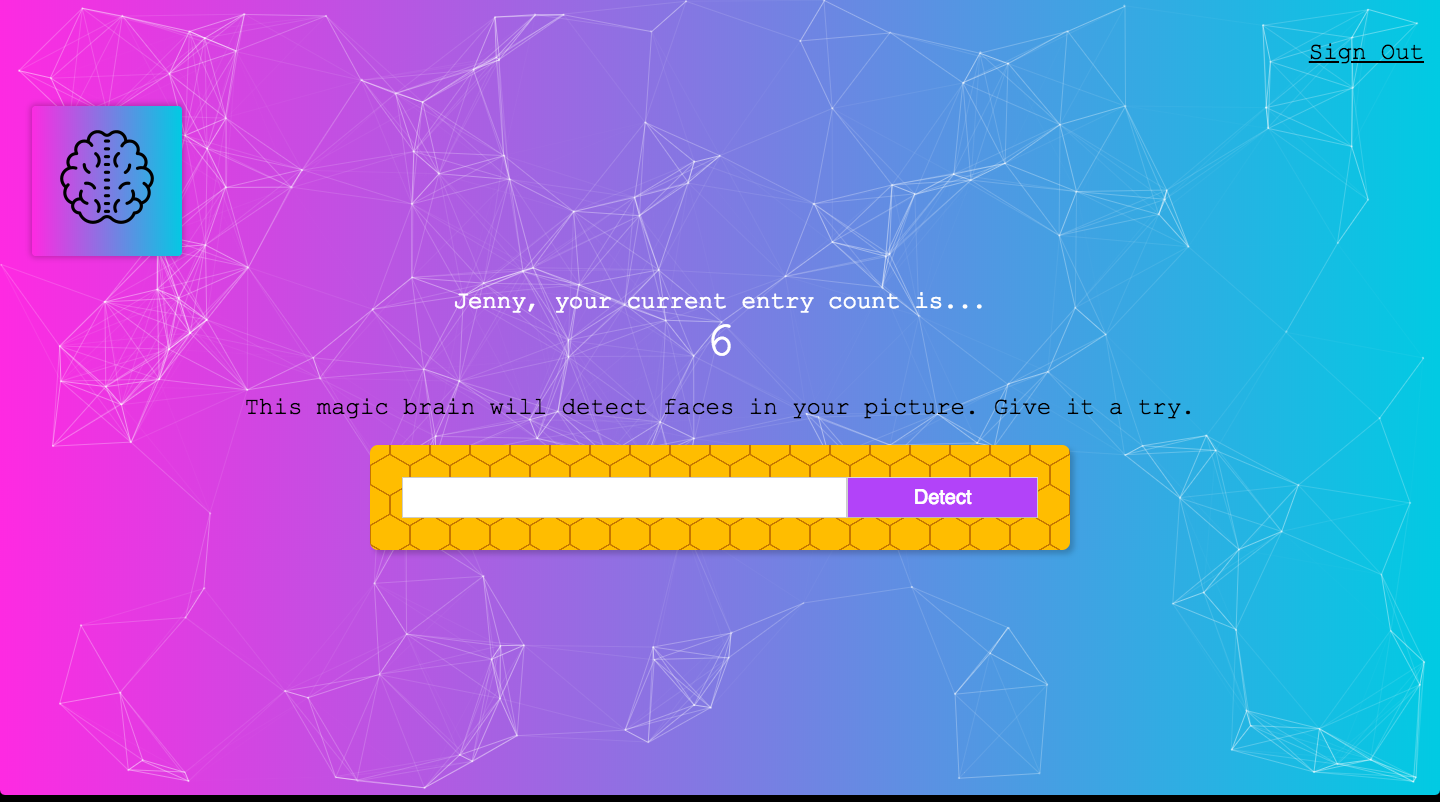 Sign Out
Jenny, your current entry count is...
6
This magic brain will detect faces in your picture. Give it a try.
Detect